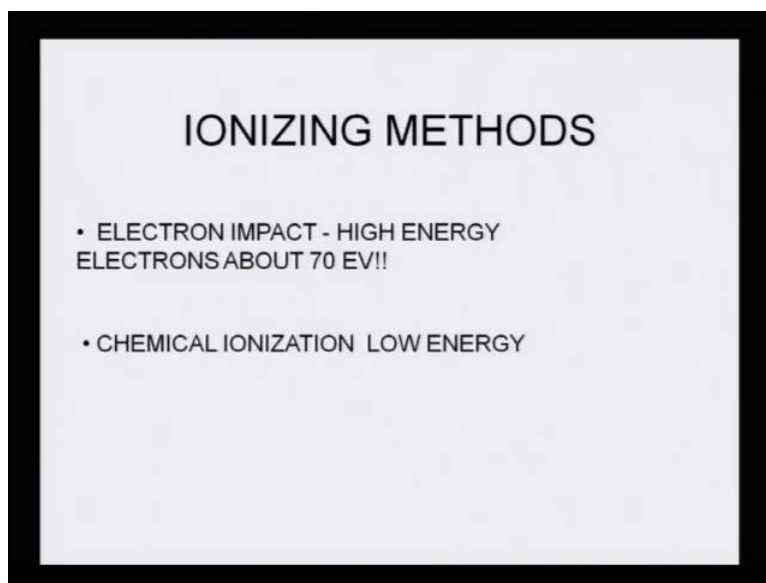 IONIZING METHODS
• ELECTRON IMPACT - HIGH ENERGY
ELECTRONS ABOUT 70 EV!!
• CHEMICAL IONIZATION LOW ENERGY